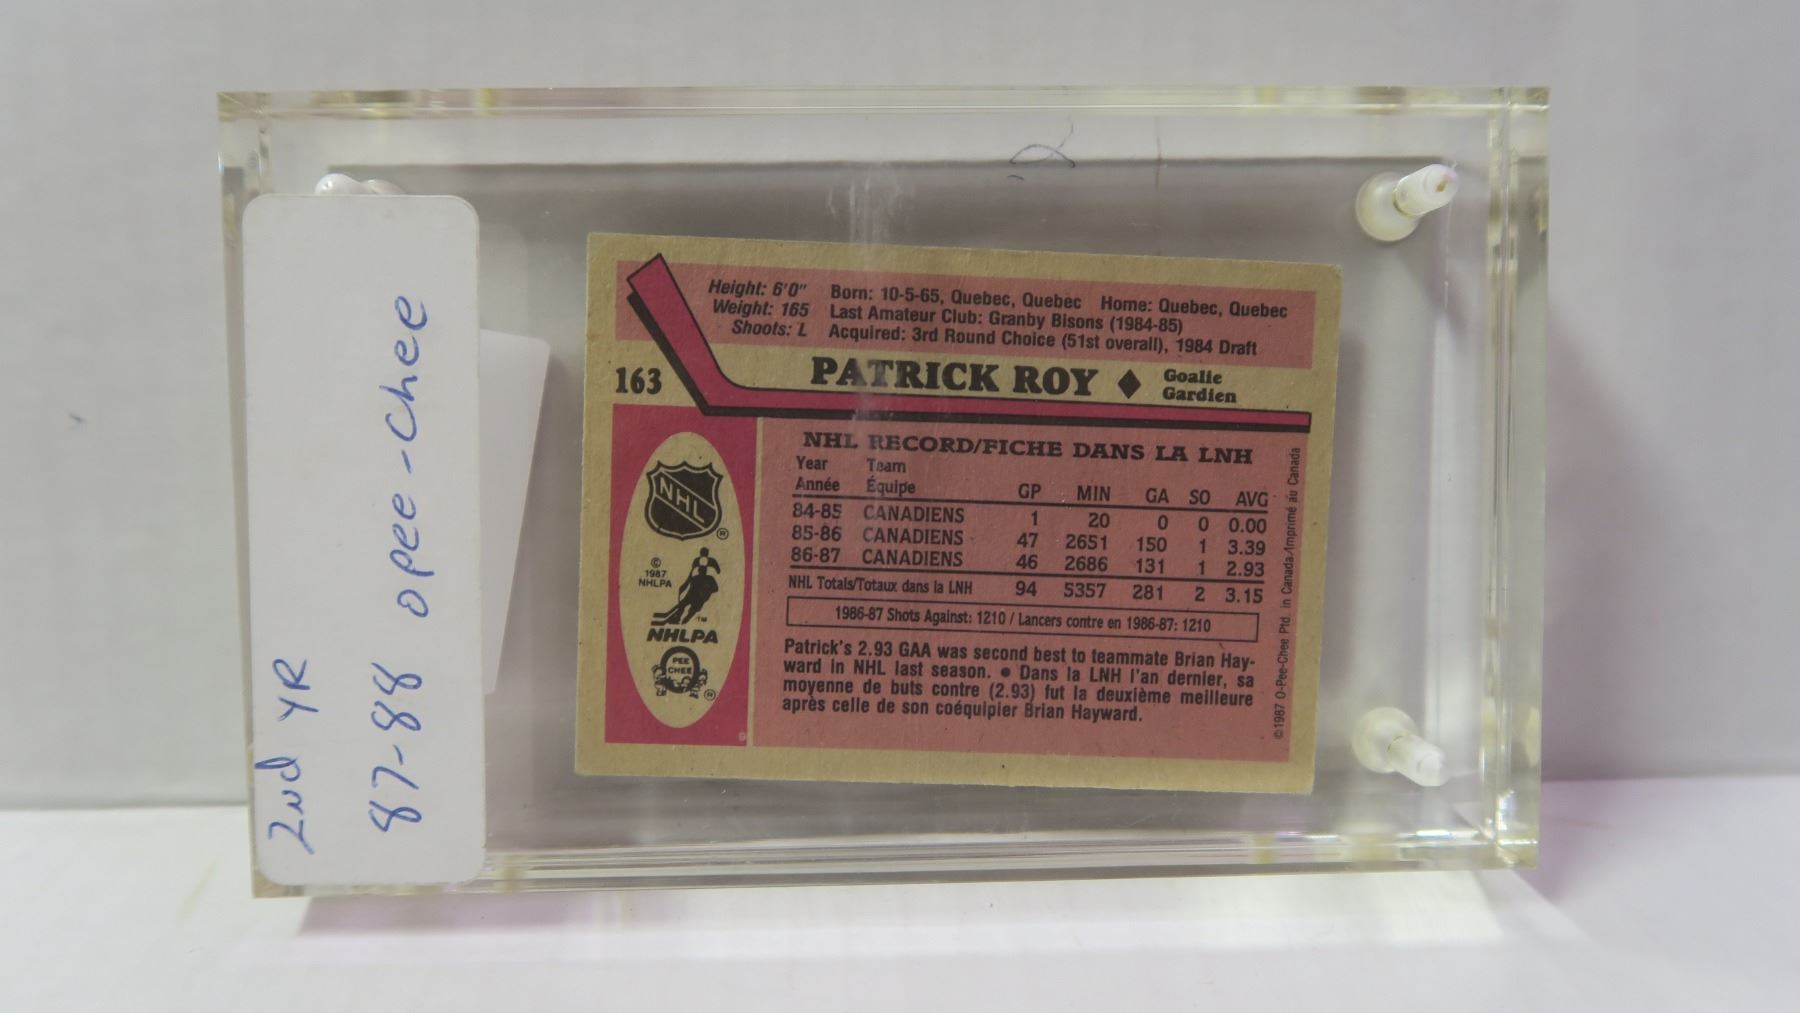 2nd YR
87-88 opee-chee
Height: 6'0" Born: 10-5-65, Quebec, Quebec Home: Quebec, Quebec
Weight: 165 Last Amateur Club: Granby Bisons (1984-85)
Shoots: L Acquired: 3rd Round Choice (51st overall), 1984 Draft
163 PATRICK ROY ♦ Goalie
Gardien
NHL RECORD/FICHE DANS LA LNH
Year Team
Année Équipe GP MIN GA SO AVG
84-85 CANADIENS 1 20 0 0 0.00
85-86 CANADIENS 47 2651 150 1 3.39
86-87 CANADIENS 46 2686 131 1 2.93
NHL Totals/Totaux dans la LNH 94 5357 281 2 3.15
1986-87 Shots Against: 1210 / Lancers contre en 1986-87: 1210
Patrick's 2.93 GAA was second best to teammate Brian Hay-
ward in NHL last season. ● Dans la LNH l'an dernier, sa
moyenne de buts contre (2.93) fut la deuxième meilleure
après celle de son coéquipier Brian Hayward.
NHL ®
©
1987
NHLPA
TM
NHLPA
PEE
CHEE ®
©1987 O-Pee-Chee Ptd. in Canada/Imprimé au Canada